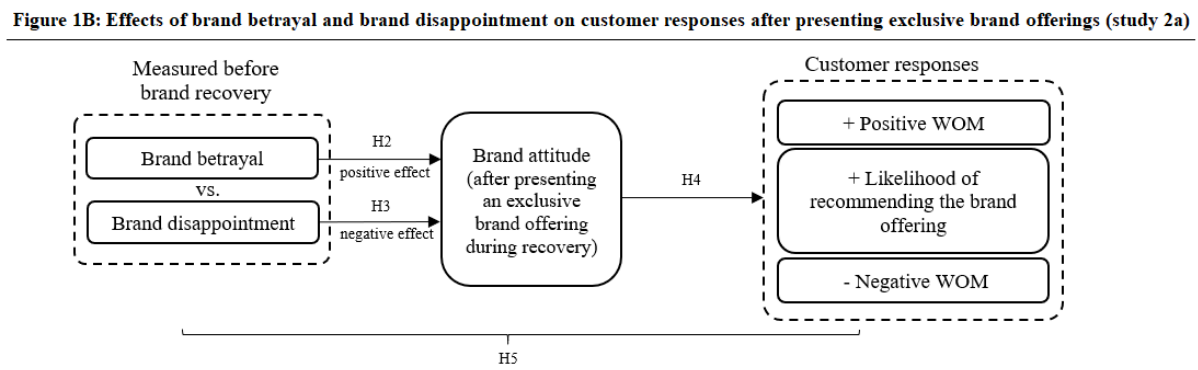 Figure 1B: Effects of brand betrayal and brand disappointment on customer responses after presenting exclusive brand offerings (study 2a)
Measured before
brand recovery
Brand betrayal
vs.
Brand disappointment
H2
positive effect
H3
negative effect
Brand attitude
(after presenting
an exclusive
brand offering
during recovery)
H4
Customer responses
+ Positive WOM
+ Likelihood of
recommending the brand
offering
- Negative WOM
H5